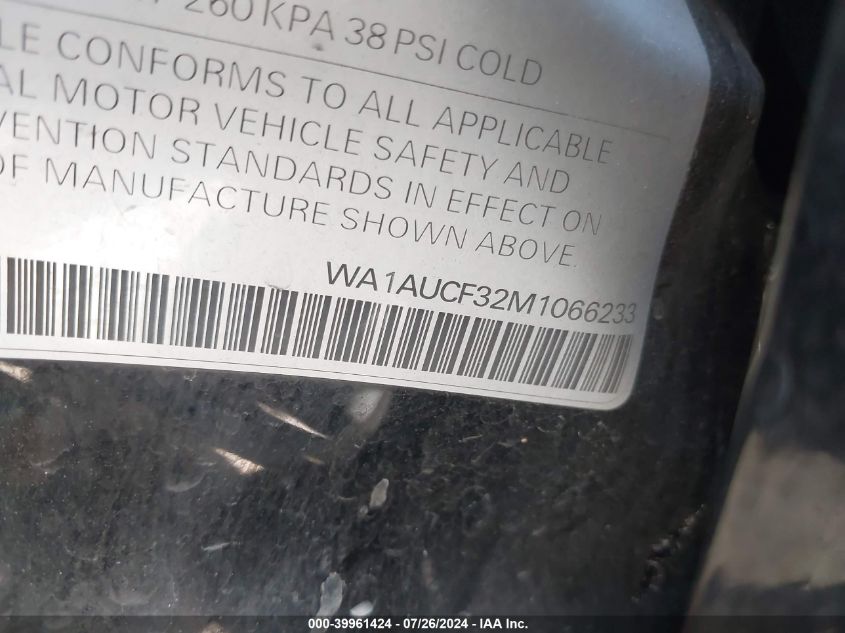 260 KPA 38 PSI COLD
LE CONFORMS TO ALL APPLICABLE
AL MOTOR VEHICLE SAFETY AND
VENTION STANDARDS IN EFFECT ON
OF MANUFACTURE SHOWN ABOVE.
WA1AUCF32M1066233
000-39961424 - 07/26/2024 - IAA Inc.